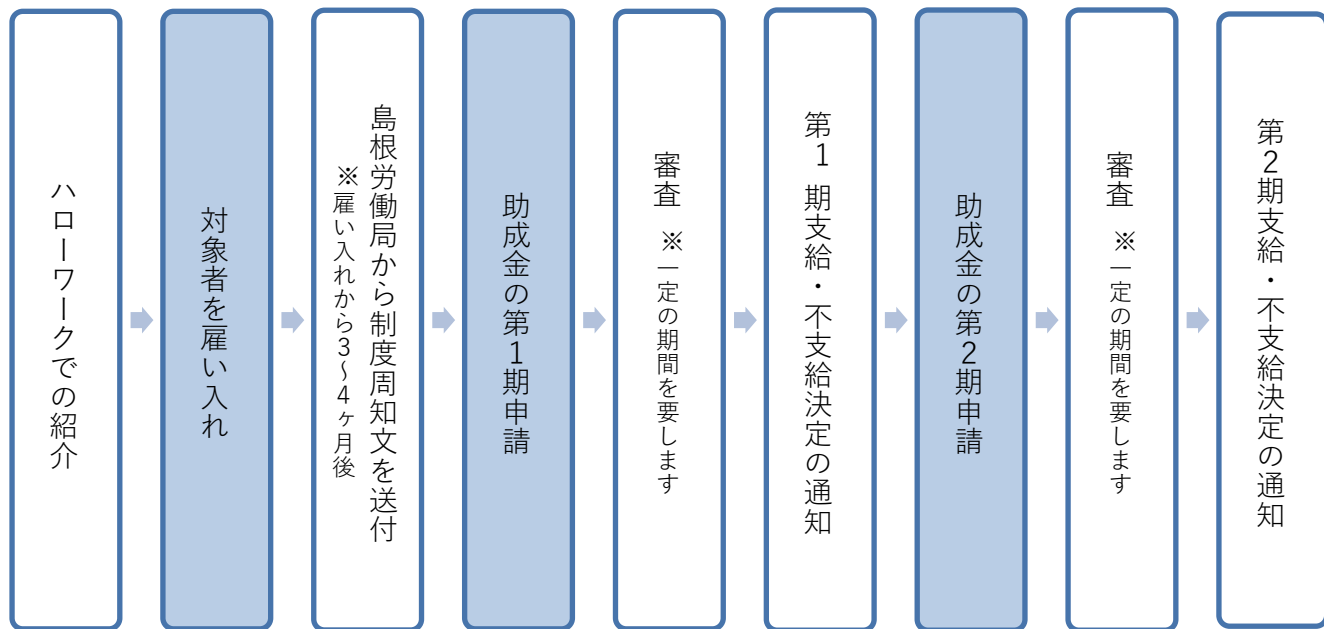 ハローワークでの紹介
対象者を雇い入れ
島根労働局から制度周知文を送付
※雇い入れから3～4ヶ月後
助成金の第1期申請
審査 ※一定の期間を要します
第1期支給・不支給決定の通知
助成金の第2期申請
審査 ※一定の期間を要します
第2期支給・不支給決定の通知